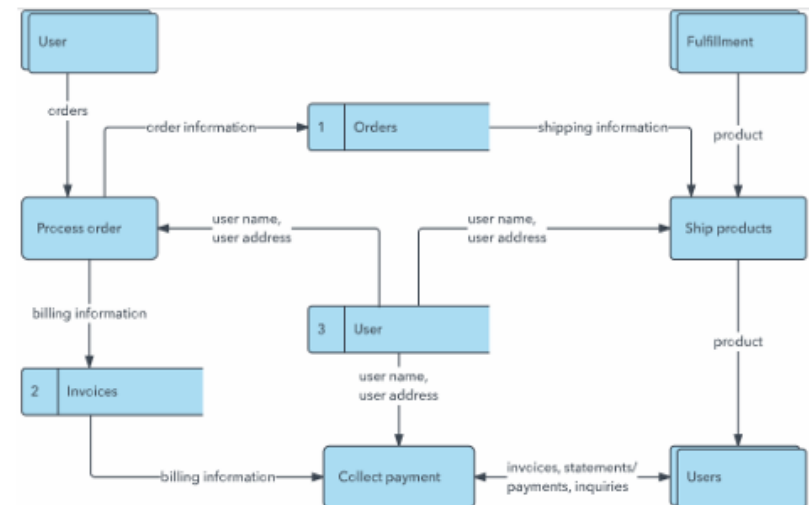 User
Fulfillment
orders
order information
1 Orders
shipping information
product
Process order
user name,
user address
user name,
user address
Ship products
billing information
3 User
product
2 Invoices
user name,
user address
billing information
Collect payment
invoices, statements/
payments, inquiries
Users